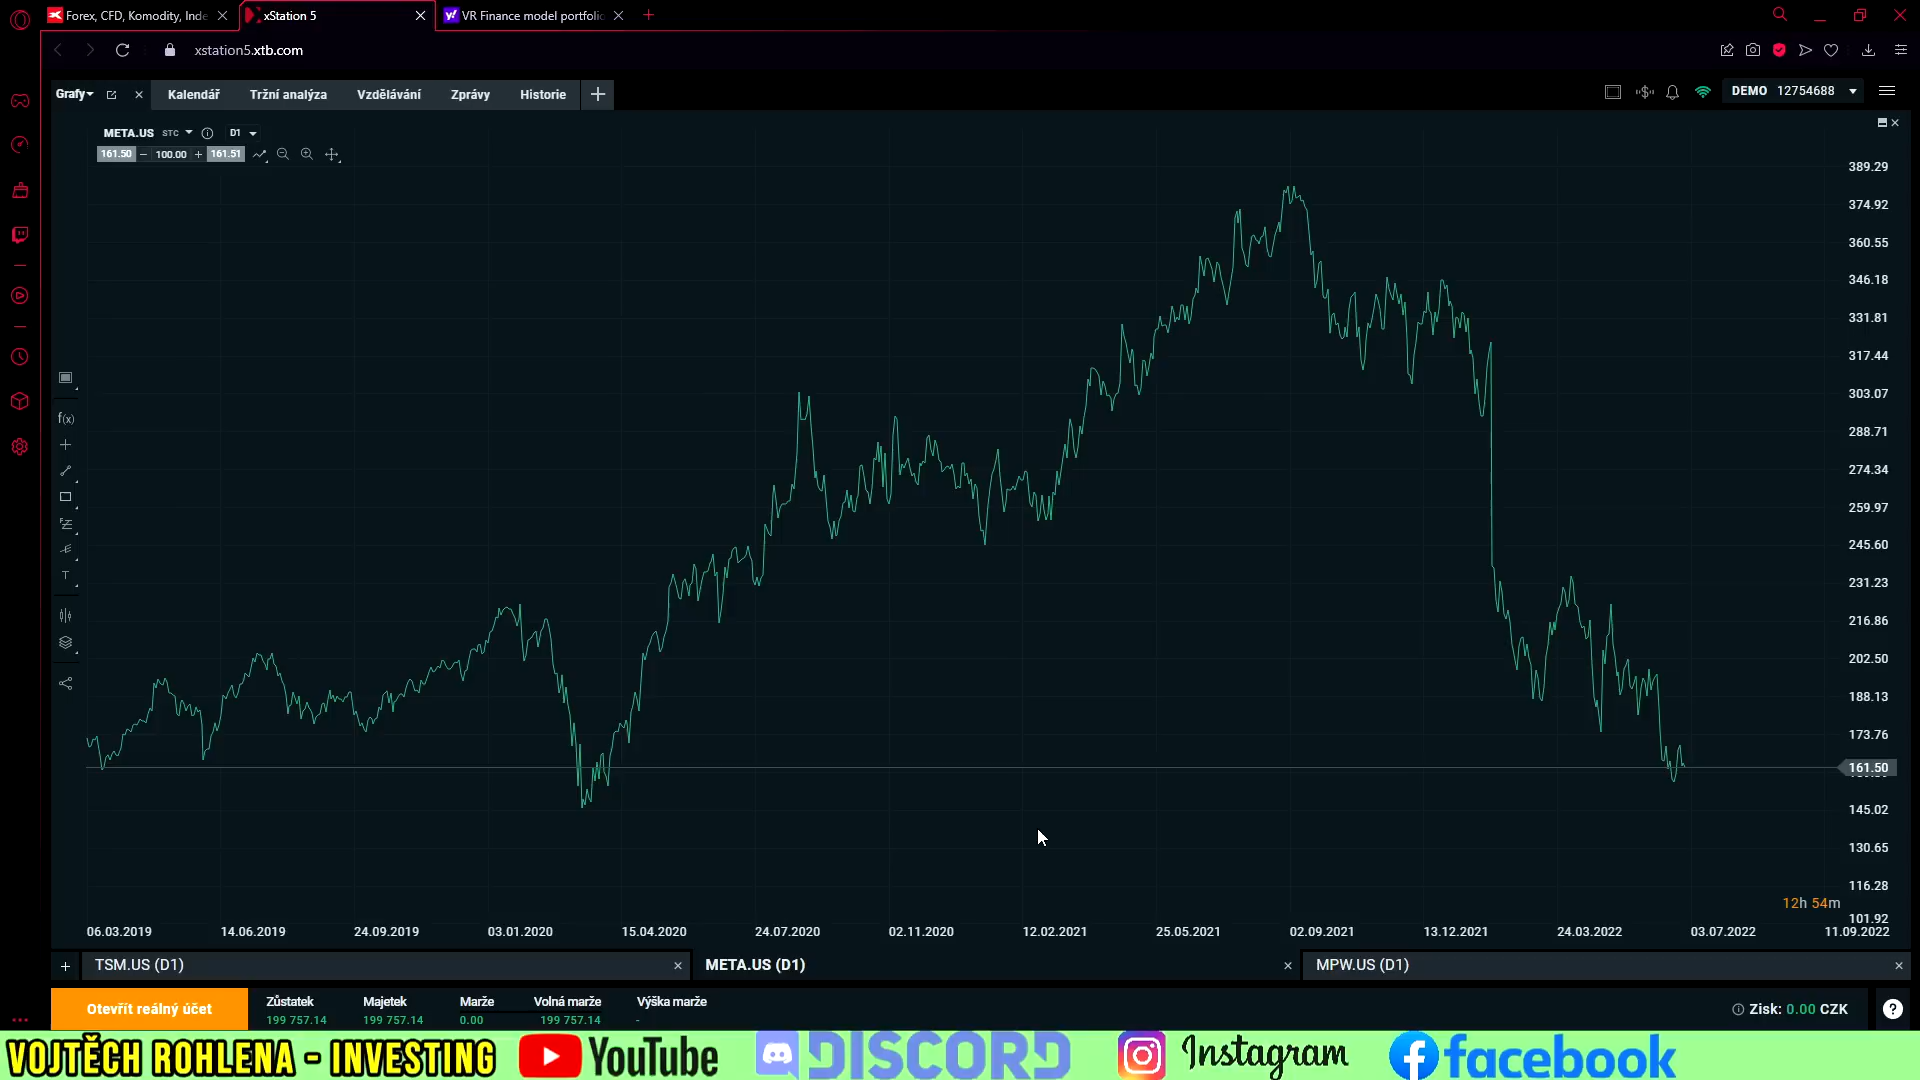 Forex, CFD, Komodity, Inde
xStation 5
VR Finance model portfolio
xstation5.xtb.com
Grafy
Kalendář
Tržní analýza
Vzdělávání
Zprávy
Historie
DEMO 12754688
META.US STC D1
161.50 – 100.00 + 161.51
389.29
374.92
360.55
346.18
331.81
317.44
303.07
288.71
274.34
259.97
245.60
231.23
216.86
202.50
188.13
173.76
161.50
145.02
130.65
116.28
101.92
f(x)
T
12h 54m
06.03.2019
14.06.2019
24.09.2019
03.01.2020
15.04.2020
24.07.2020
02.11.2020
12.02.2021
25.05.2021
02.09.2021
13.12.2021
24.03.2022
03.07.2022
11.09.2022
TSM.US (D1)
META.US (D1)
MPW.US (D1)
Otevřít reálný účet
Zůstatek
199 757.14
Majetek
199 757.14
Marže
0.00
Volná marže
199 757.14
Výška marže
-
Zisk: 0.00 CZK
VOJTĚCH ROHLENA - INVESTING
YouTube
DISCORD
Instagram
facebook